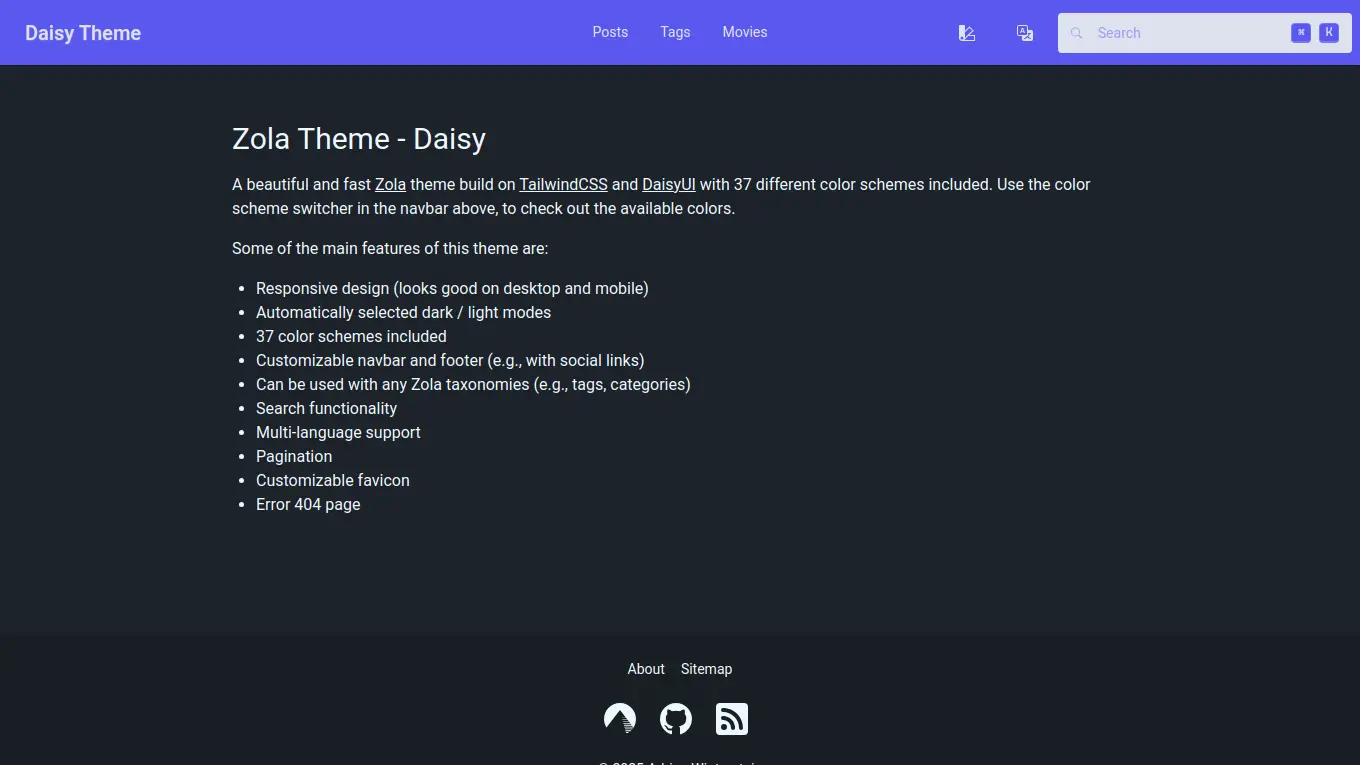 Daisy Theme
Posts
Tags
Movies
Search
⌘ K
Zola Theme - Daisy
A beautiful and fast Zola theme build on TailwindCSS and DaisyUI with 37 different color schemes included. Use the color
scheme switcher in the navbar above, to check out the available colors.
Some of the main features of this theme are:
• Responsive design (looks good on desktop and mobile)
• Automatically selected dark / light modes
• 37 color schemes included
• Customizable navbar and footer (e.g., with social links)
• Can be used with any Zola taxonomies (e.g., tags, categories)
• Search functionality
• Multi-language support
• Pagination
• Customizable favicon
• Error 404 page
About Sitemap